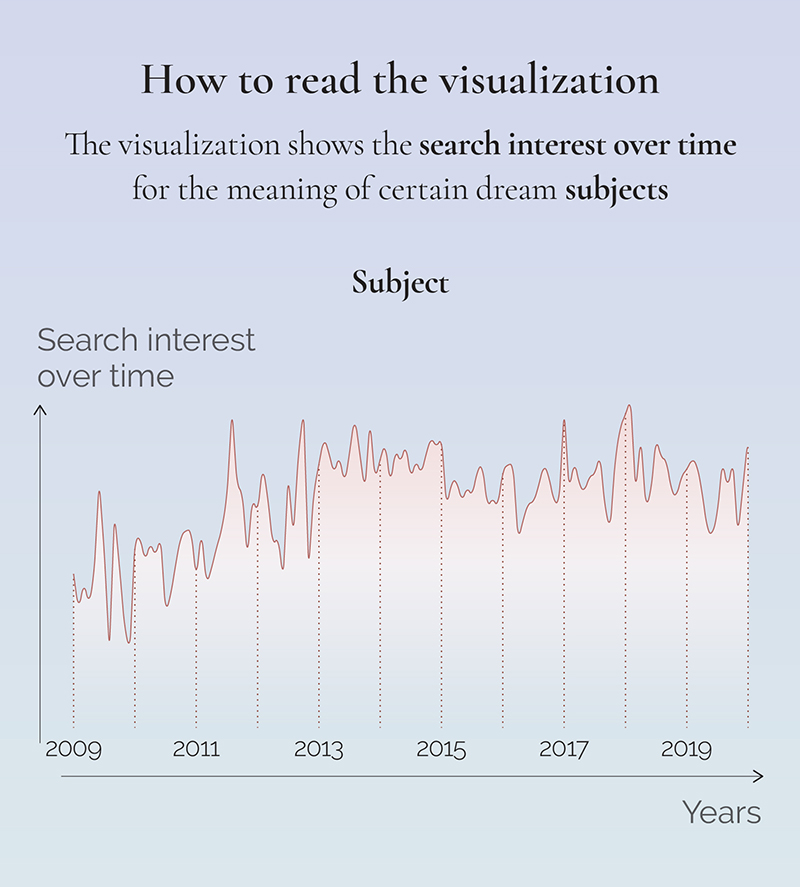 How to read the visualization
The visualization shows the search interest over time
for the meaning of certain dream subjects
Subject
Search interest
over time
2009 2011 2013 2015 2017 2019
Years